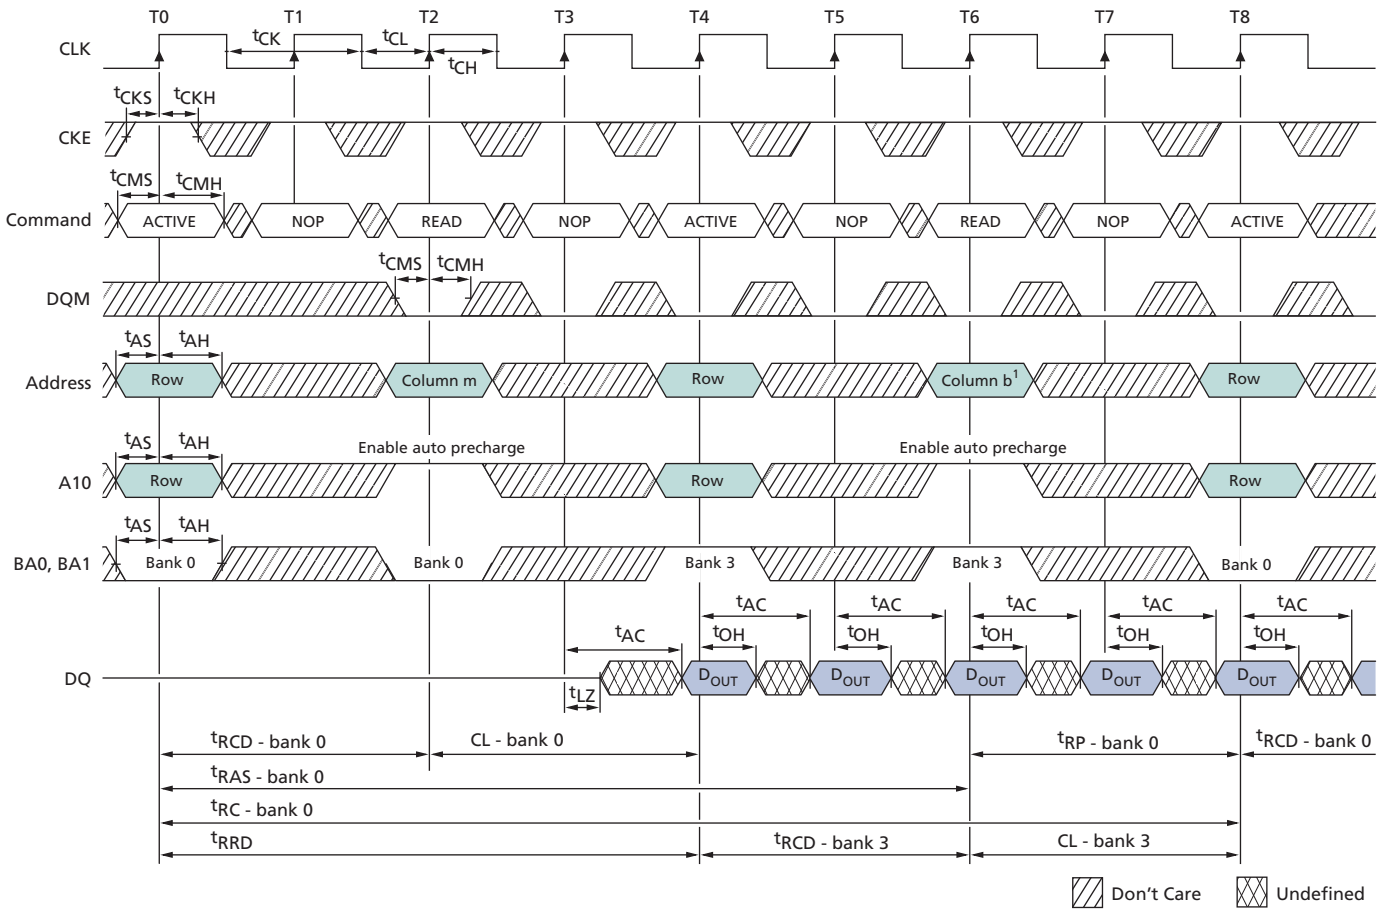 T0 T1 T2 T3 T4 T5 T6 T7 T8
CLK tCK tCL tCH
tCKS tCKH
CKE
tCMS tCMH
Command ACTIVE NOP READ NOP ACTIVE NOP READ NOP ACTIVE
tCMS tCMH
DQM
tAS tAH
Address Row Column m Row Column b1 Row
tAS tAH Enable auto precharge Enable auto precharge
A10 Row Row Row
tAS tAH
BA0, BA1 Bank 0 Bank 0 Bank 3 Bank 3 Bank 0
tAC tAC tAC tAC tAC
tAC tOH tOH tOH tOH tOH
DQ DOUT DOUT DOUT DOUT DOUT
tLZ
tRCD - bank 0 CL - bank 0 tRP - bank 0 tRCD - bank 0
tRAS - bank 0
tRC - bank 0
tRRD tRCD - bank 3 CL - bank 3
Don't Care Undefined